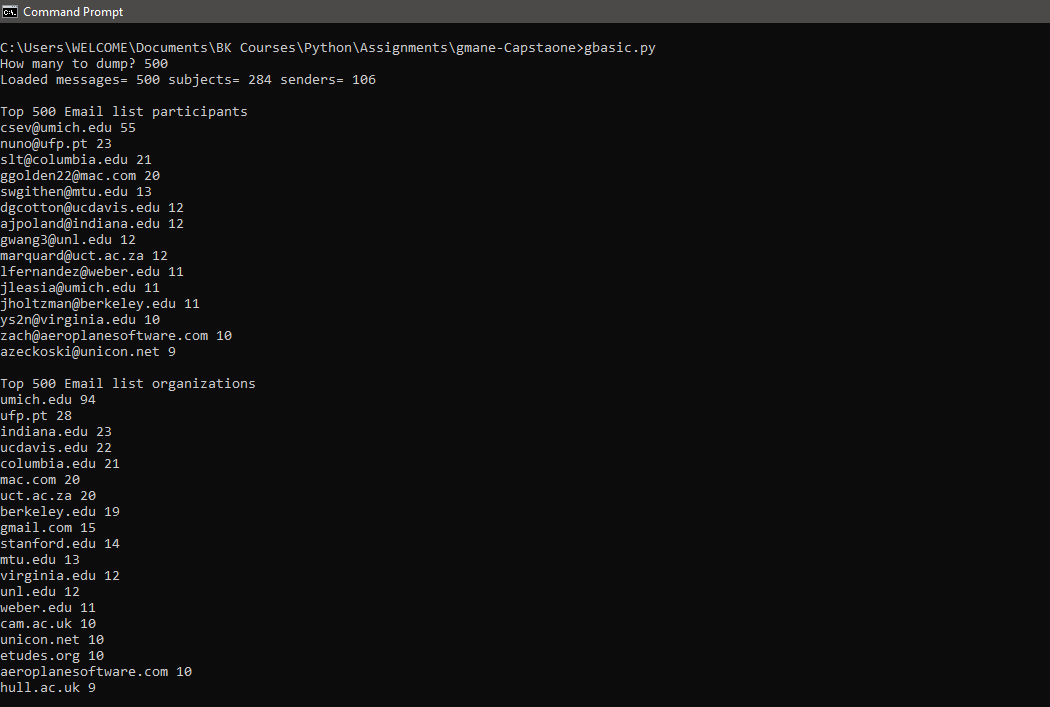 Command Prompt
C:\Users\WELCOME\Documents\BK Courses\Python\Assignments\gmane-Capstaone>gbasic.py
How many to dump? 500
Loaded messages= 500 subjects= 284 senders= 106
Top 500 Email list participants
csev@umich.edu 55
nuno@ufp.pt 23
slt@columbia.edu 21
ggolden22@mac.com 20
swgithen@mtu.edu 13
dgcotton@ucdavis.edu 12
ajpoland@indiana.edu 12
gwang3@unl.edu 12
marquard@uct.ac.za 12
lfernandez@weber.edu 11
jleasia@umich.edu 11
jholtzman@berkeley.edu 11
ys2n@virginia.edu 10
zach@aeroplanesoftware.com 10
azeckoski@unicon.net 9
Top 500 Email list organizations
umich.edu 94
ufp.pt 28
indiana.edu 23
ucdavis.edu 22
columbia.edu 21
mac.com 20
uct.ac.za 20
berkeley.edu 19
gmail.com 15
stanford.edu 14
mtu.edu 13
virginia.edu 12
unl.edu 12
weber.edu 11
cam.ac.uk 10
unicon.net 10
etudes.org 10
aeroplanesoftware.com 10
hull.ac.uk 9